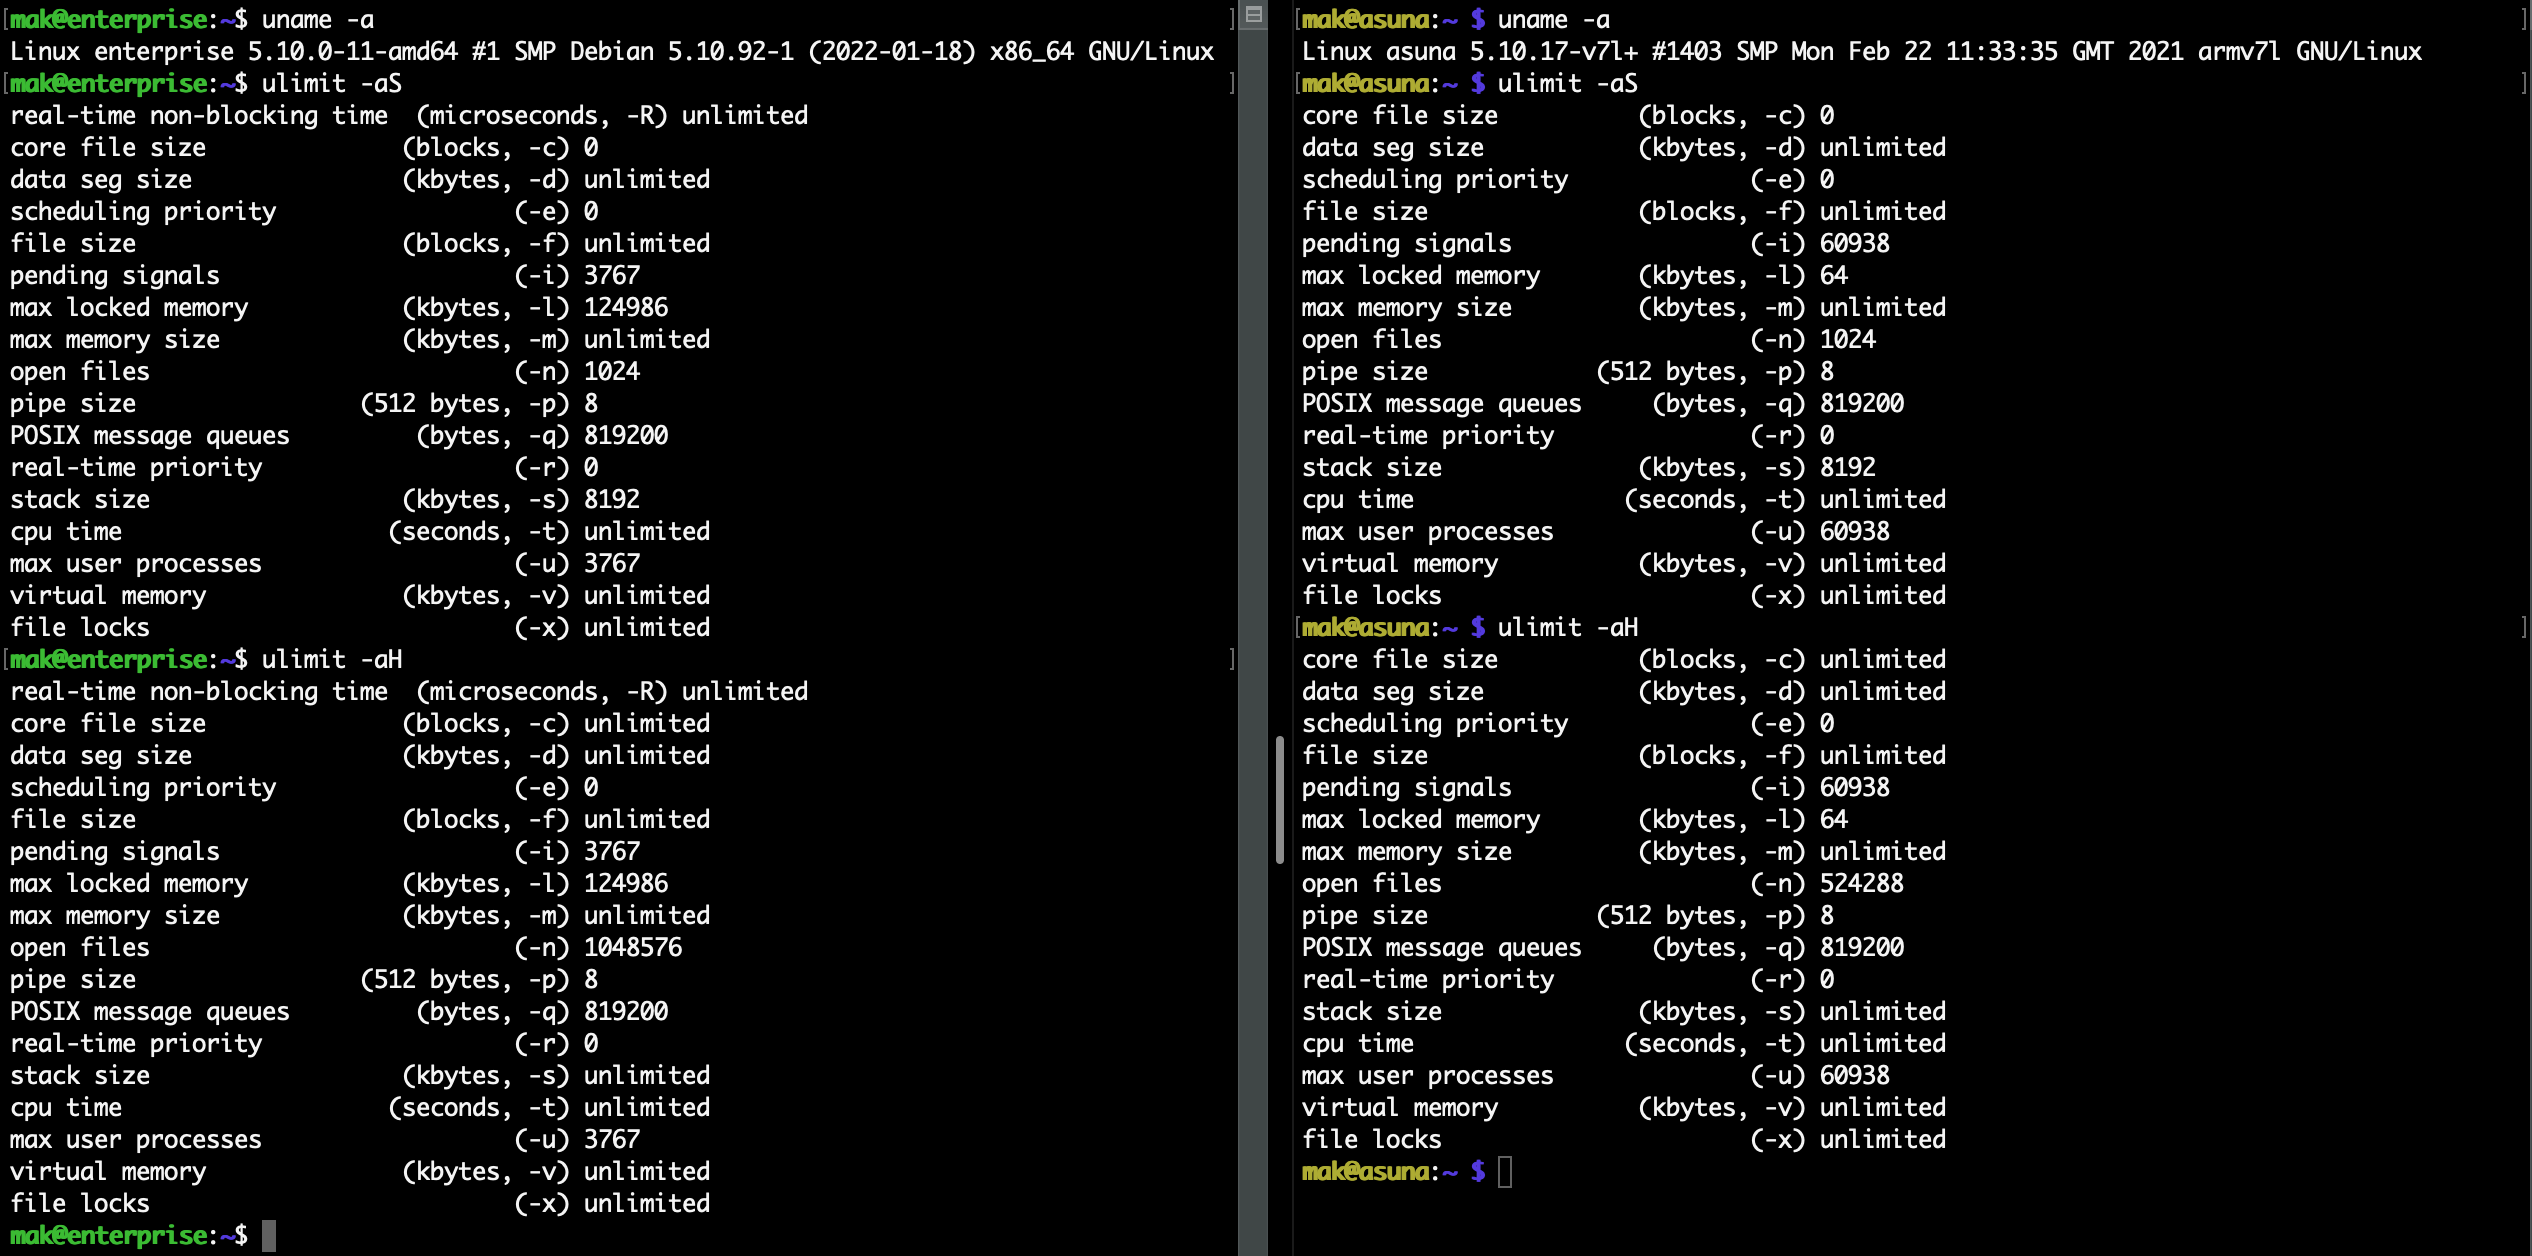 mak@enterprise:~$ uname -a
Linux enterprise 5.10.0-11-amd64 #1 SMP Debian 5.10.92-1 (2022-01-18) x86_64 GNU/Linux
mak@enterprise:~$ ulimit -aS
real-time non-blocking time  (microseconds, -R) unlimited
core file size              (blocks, -c) 0
data seg size               (kbytes, -d) unlimited
scheduling priority                 (-e) 0
file size                   (blocks, -f) unlimited
pending signals                     (-i) 3767
max locked memory           (kbytes, -l) 124986
max memory size             (kbytes, -m) unlimited
open files                          (-n) 1024
pipe size                (512 bytes, -p) 8
POSIX message queues         (bytes, -q) 819200
real-time priority                  (-r) 0
stack size                  (kbytes, -s) 8192
cpu time                   (seconds, -t) unlimited
max user processes                  (-u) 3767
virtual memory              (kbytes, -v) unlimited
file locks                          (-x) unlimited
mak@enterprise:~$ ulimit -aH
real-time non-blocking time  (microseconds, -R) unlimited
core file size              (blocks, -c) unlimited
data seg size               (kbytes, -d) unlimited
scheduling priority                 (-e) 0
file size                   (blocks, -f) unlimited
pending signals                     (-i) 3767
max locked memory           (kbytes, -l) 124986
max memory size             (kbytes, -m) unlimited
open files                          (-n) 1048576
pipe size                (512 bytes, -p) 8
POSIX message queues         (bytes, -q) 819200
real-time priority                  (-r) 0
stack size                  (kbytes, -s) unlimited
cpu time                   (seconds, -t) unlimited
max user processes                  (-u) 3767
virtual memory              (kbytes, -v) unlimited
file locks                          (-x) unlimited
mak@enterprise:~$
mak@asuna:~ $ uname -a
Linux asuna 5.10.17-v7l+ #1403 SMP Mon Feb 22 11:33:35 GMT 2021 armv7l GNU/Linux
mak@asuna:~ $ ulimit -aS
core file size          (blocks, -c) 0
data seg size           (kbytes, -d) unlimited
scheduling priority             (-e) 0
file size               (blocks, -f) unlimited
pending signals                 (-i) 60938
max locked memory       (kbytes, -l) 64
max memory size         (kbytes, -m) unlimited
open files                      (-n) 1024
pipe size            (512 bytes, -p) 8
POSIX message queues     (bytes, -q) 819200
real-time priority              (-r) 0
stack size              (kbytes, -s) 8192
cpu time               (seconds, -t) unlimited
max user processes              (-u) 60938
virtual memory          (kbytes, -v) unlimited
file locks                      (-x) unlimited
mak@asuna:~ $ ulimit -aH
core file size          (blocks, -c) unlimited
data seg size           (kbytes, -d) unlimited
scheduling priority             (-e) 0
file size               (blocks, -f) unlimited
pending signals                 (-i) 60938
max locked memory       (kbytes, -l) 64
max memory size         (kbytes, -m) unlimited
open files                      (-n) 524288
pipe size            (512 bytes, -p) 8
POSIX message queues     (bytes, -q) 819200
real-time priority              (-r) 0
stack size              (kbytes, -s) unlimited
cpu time               (seconds, -t) unlimited
max user processes              (-u) 60938
virtual memory          (kbytes, -v) unlimited
file locks                      (-x) unlimited
mak@asuna:~ $